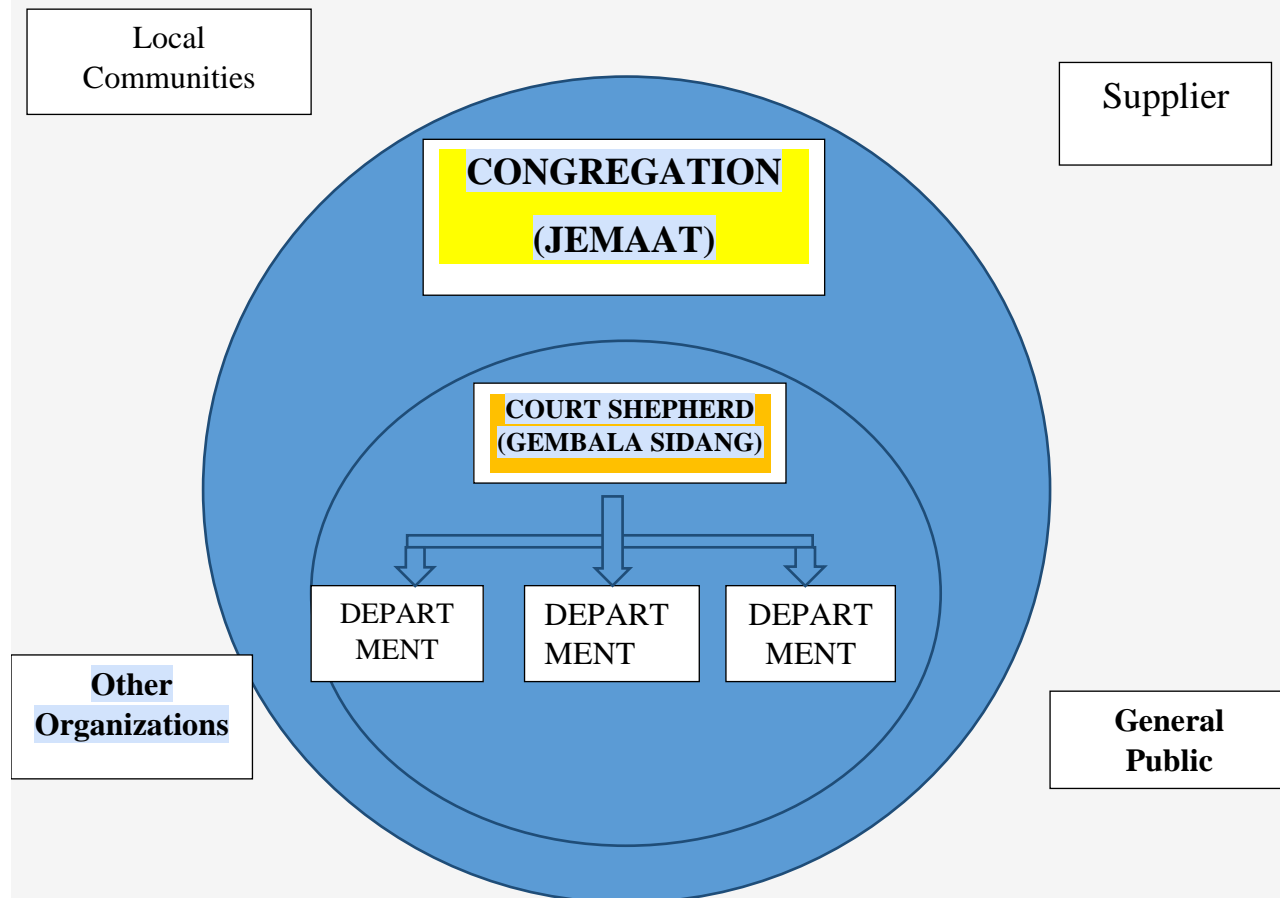 Local
Communities
Supplier
CONGREGATION
(JEMAAT)
COURT SHEPHERD
(GEMBALA SIDANG)
DEPART
MENT
DEPART
MENT
DEPART
MENT
Other
Organizations
General
Public